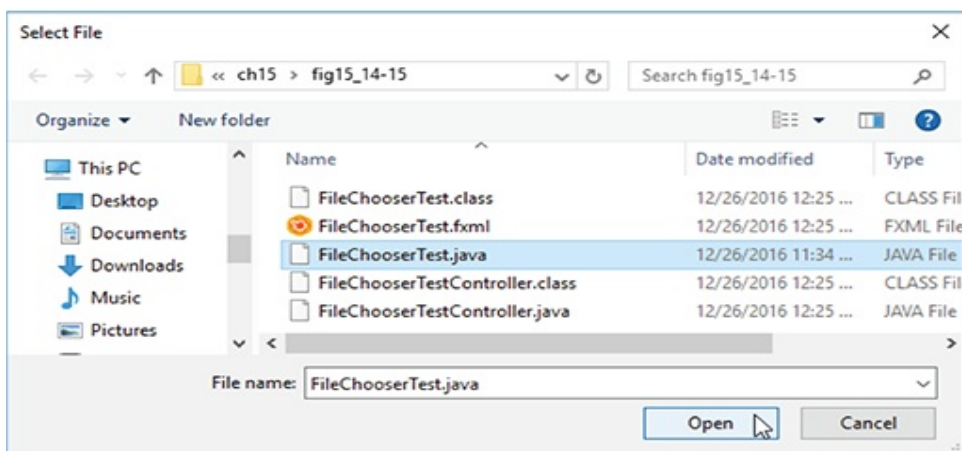 Select File
« ch15 > fig15_14-15
Search fig15_14-15
Organize
New folder
This PC
Desktop
Documents
Downloads
Music
Pictures
Name
Date modified
Type
FileChooserTest.class 12/26/2016 12:25 ... CLASS Fil
FileChooserTest.fxml 12/26/2016 12:25 ... FXML File
FileChooserTest.java 12/26/2016 11:34 ... JAVA File
FileChooserTestController.class 12/26/2016 12:25 ... CLASS Fil
FileChooserTestController.java 12/26/2016 12:25 ... JAVA File
File name: FileChooserTest.java
Open
Cancel